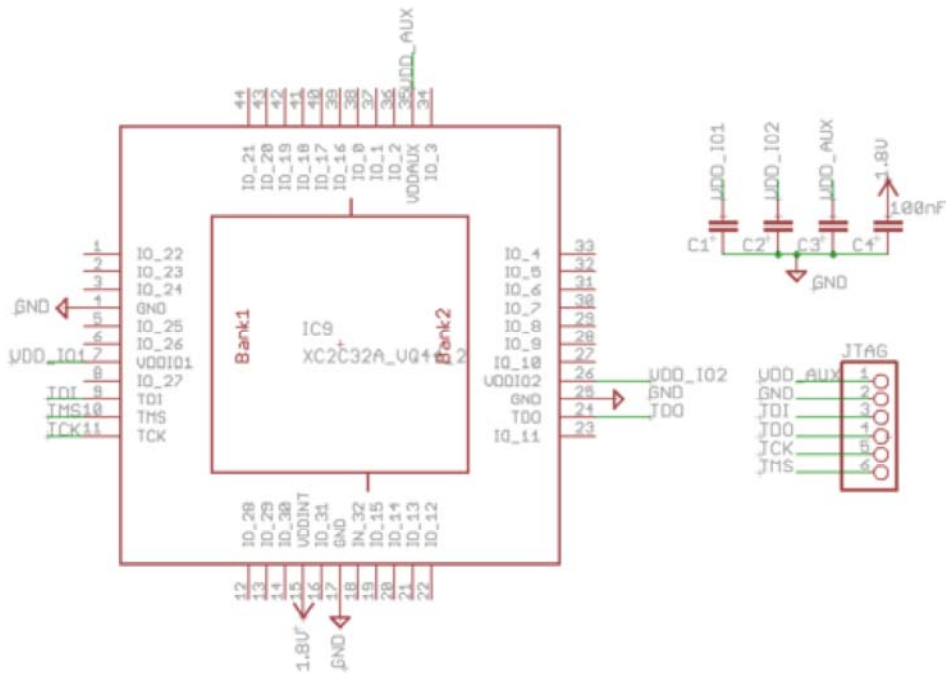 VDD_AUX
44 43 42 41 40 39 38 37 36 35 34
IO_21 IO_20 IO_19 IO_18 IO_17 IO_16 IO_0 IO_1 IO_2 VDDAUX IO_3
1 IO_22
2 IO_23
3 IO_24
GND 4 GND
5 IO_25
6 IO_26
VDD_IO1 7 VDDIO1
8 IO_27
TDI 9 TDI
TMS 10 TMS
TCK 11 TCK
Bank1
IC9
XC2C32A_VQ44_2
Bank2
IO_4 33
IO_5 32
IO_6 31
IO_7 30
IO_8 29
IO_9 28
IO_10 27
VDDIO2 26 VDD_IO2
GND 25 GND
TDO 24 TDO
IO_11 23
IO_28 IO_29 IO_30 VDDINT IO_31 GND IN_32 IO_15 IO_14 IO_13 IO_12
12 13 14 15 16 17 18 19 20 21 22
1.8V GND
VDD_IO1 VDD_IO2 VDD_AUX 1.8V
100nF
C1 C2 C3 C4
GND
JTAG
VDD_AUX 1
GND 2
TDI 3
TDO 4
TCK 5
TMS 6